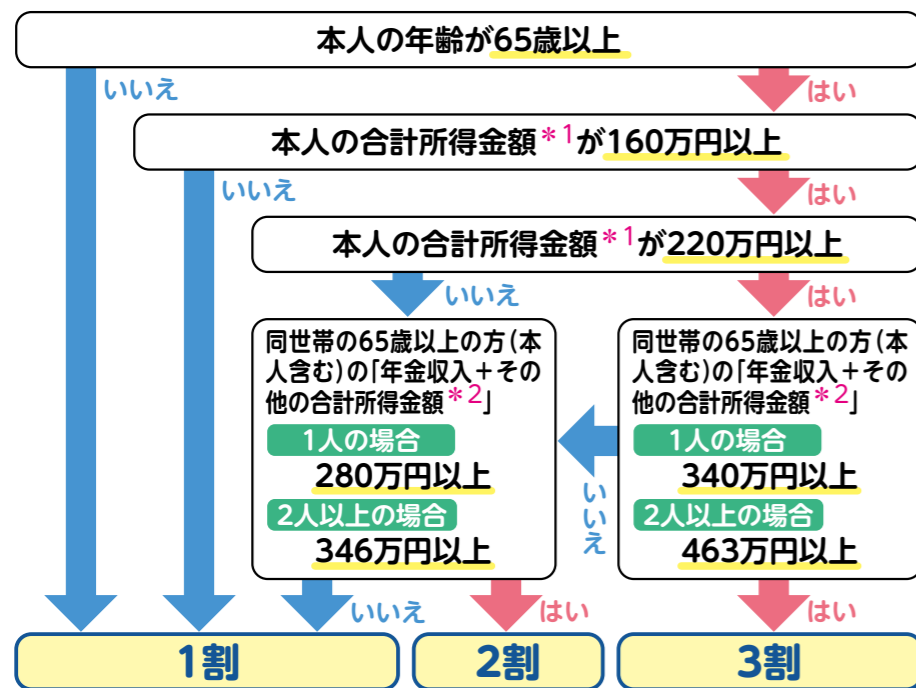 本人の年齢が65歳以上
いいえ
はい
本人の合計所得金額＊1が160万円以上
いいえ
はい
本人の合計所得金額＊1が220万円以上
いいえ
はい
同世帯の65歳以上の方（本
人含む）の「年金収入＋その
他の合計所得金額＊2」
1人の場合
280万円以上
2人以上の場合
346万円以上
いいえ
同世帯の65歳以上の方（本
人含む）の「年金収入＋その
他の合計所得金額＊2」
1人の場合
340万円以上
2人以上の場合
463万円以上
いいえ
はい
はい
1割
2割
3割